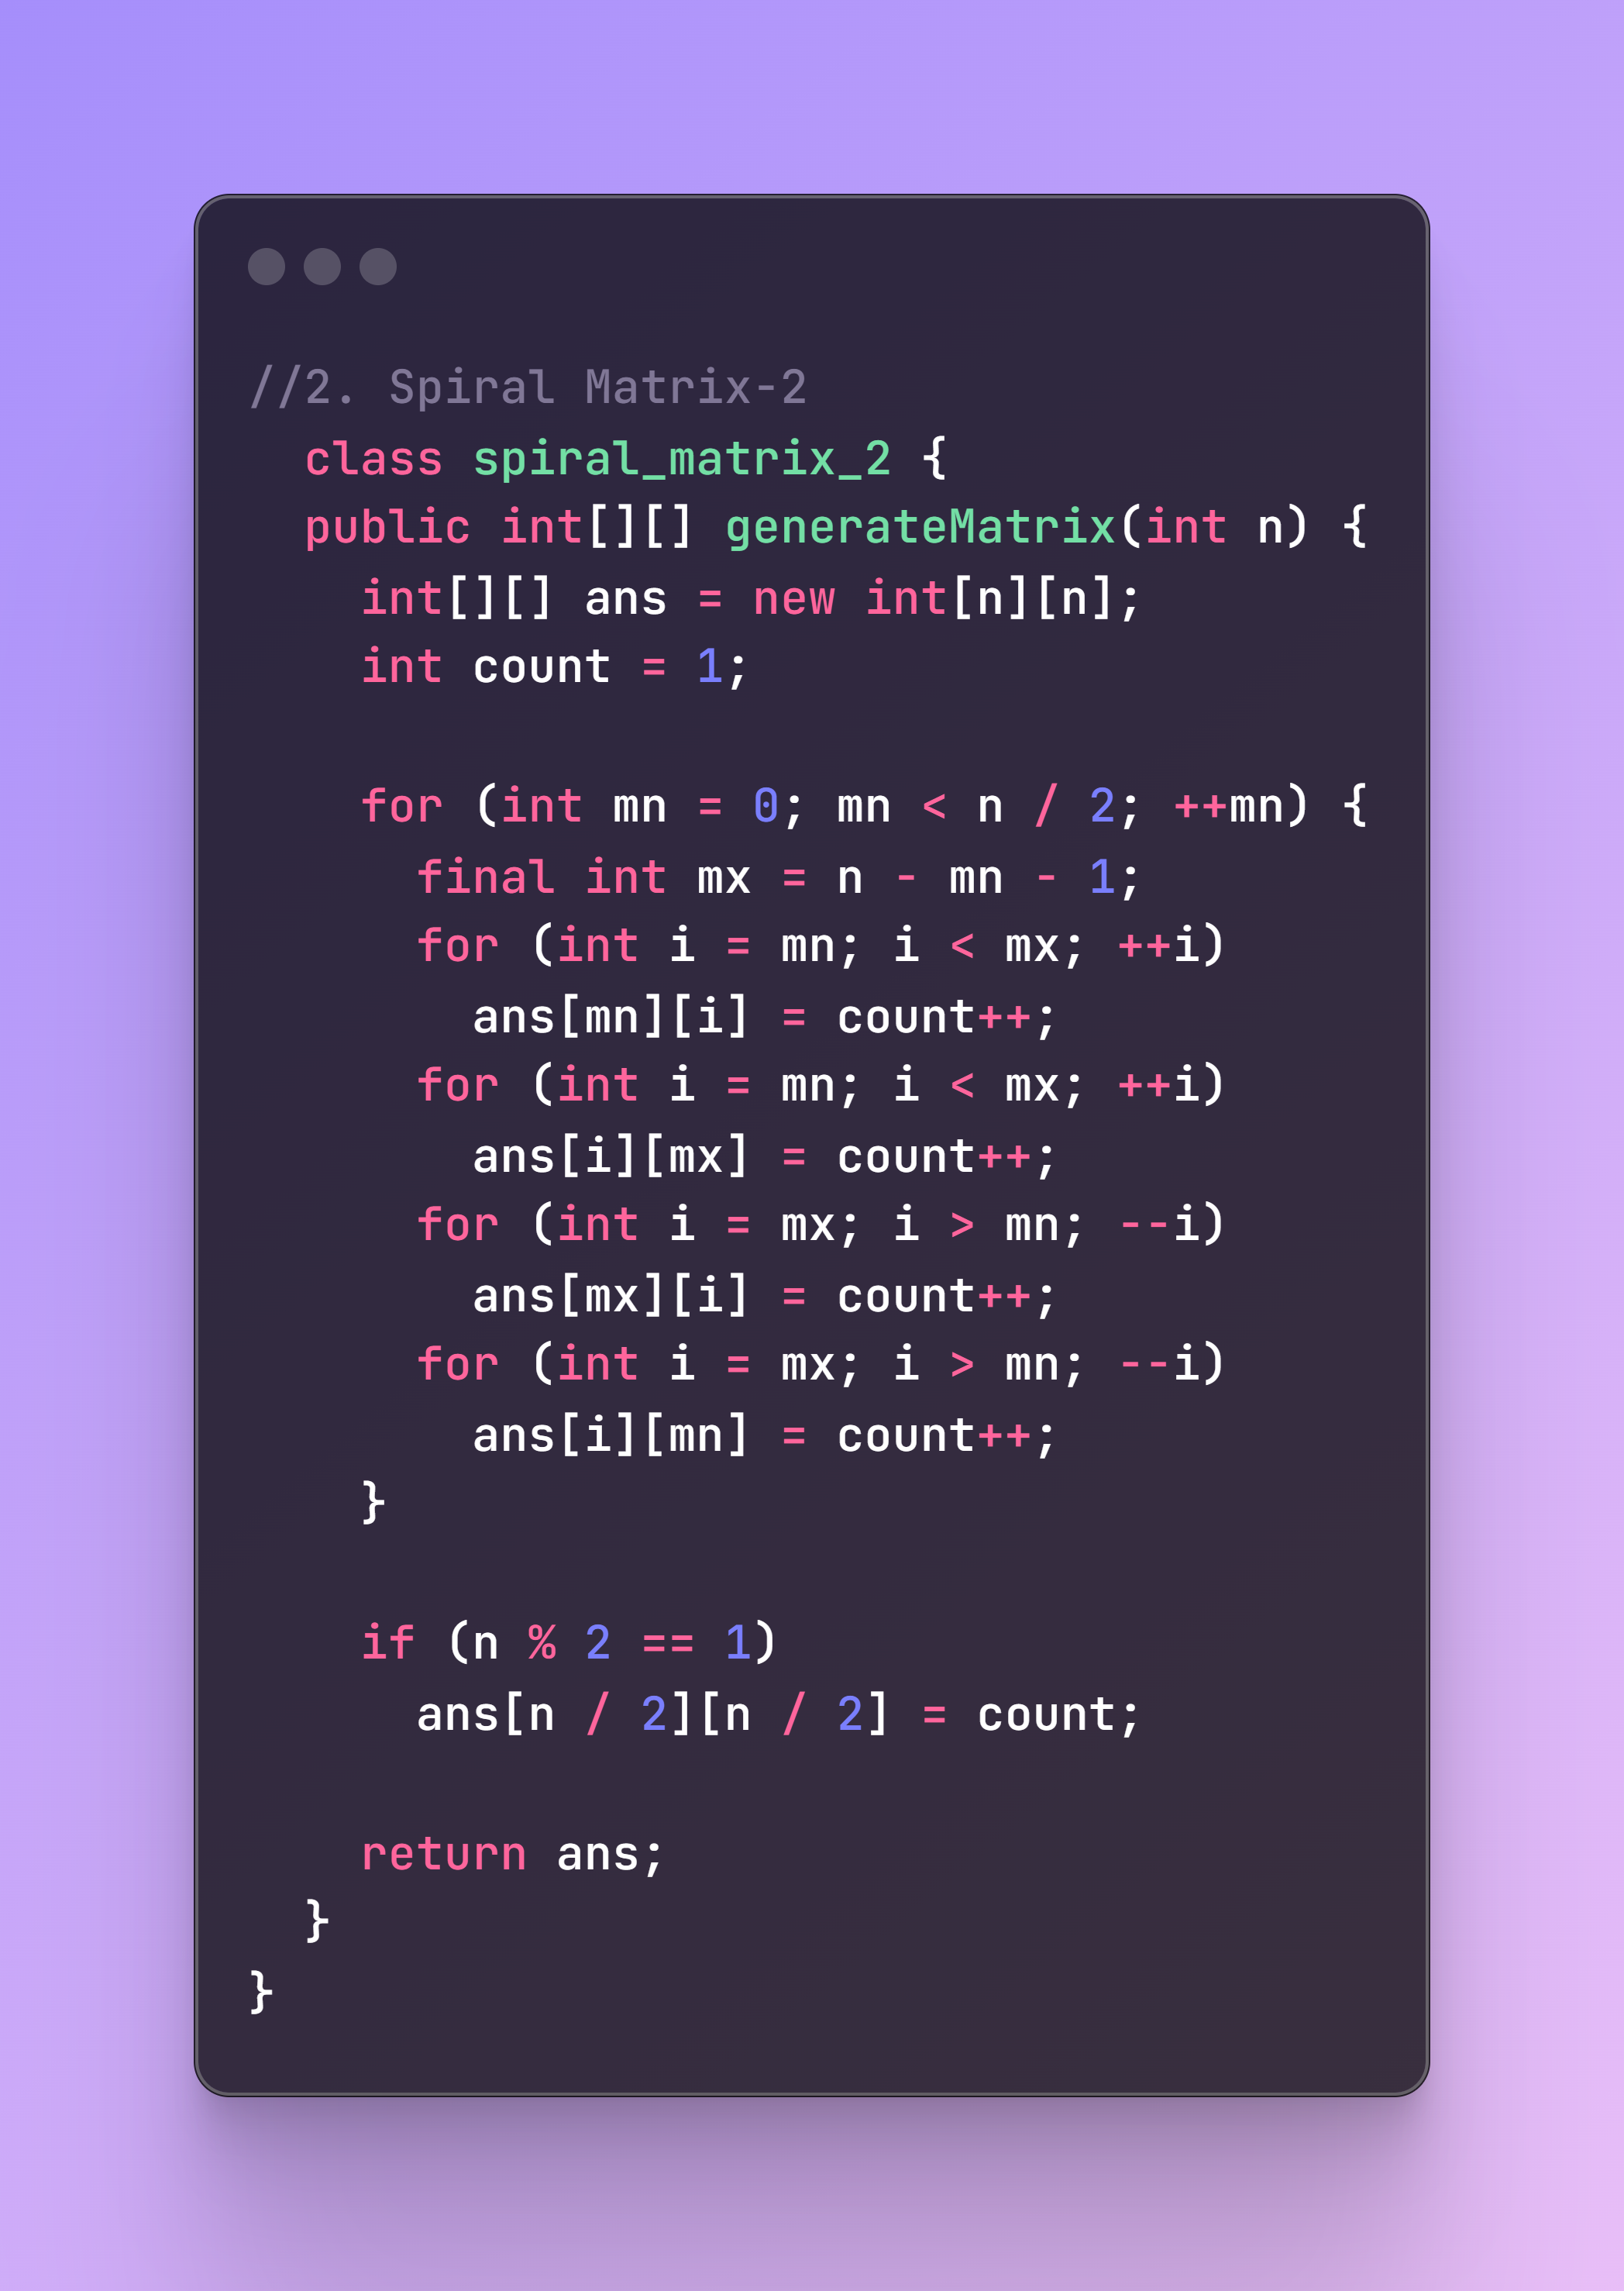 //2. Spiral Matrix-2
  class spiral_matrix_2 {
  public int[][] generateMatrix(int n) {
    int[][] ans = new int[n][n];
    int count = 1;

    for (int mn = 0; mn < n / 2; ++mn) {
      final int mx = n - mn - 1;
      for (int i = mn; i < mx; ++i)
        ans[mn][i] = count++;
      for (int i = mn; i < mx; ++i)
        ans[i][mx] = count++;
      for (int i = mx; i > mn; --i)
        ans[mx][i] = count++;
      for (int i = mx; i > mn; --i)
        ans[i][mn] = count++;
    }

    if (n % 2 == 1)
      ans[n / 2][n / 2] = count;

    return ans;
  }
}